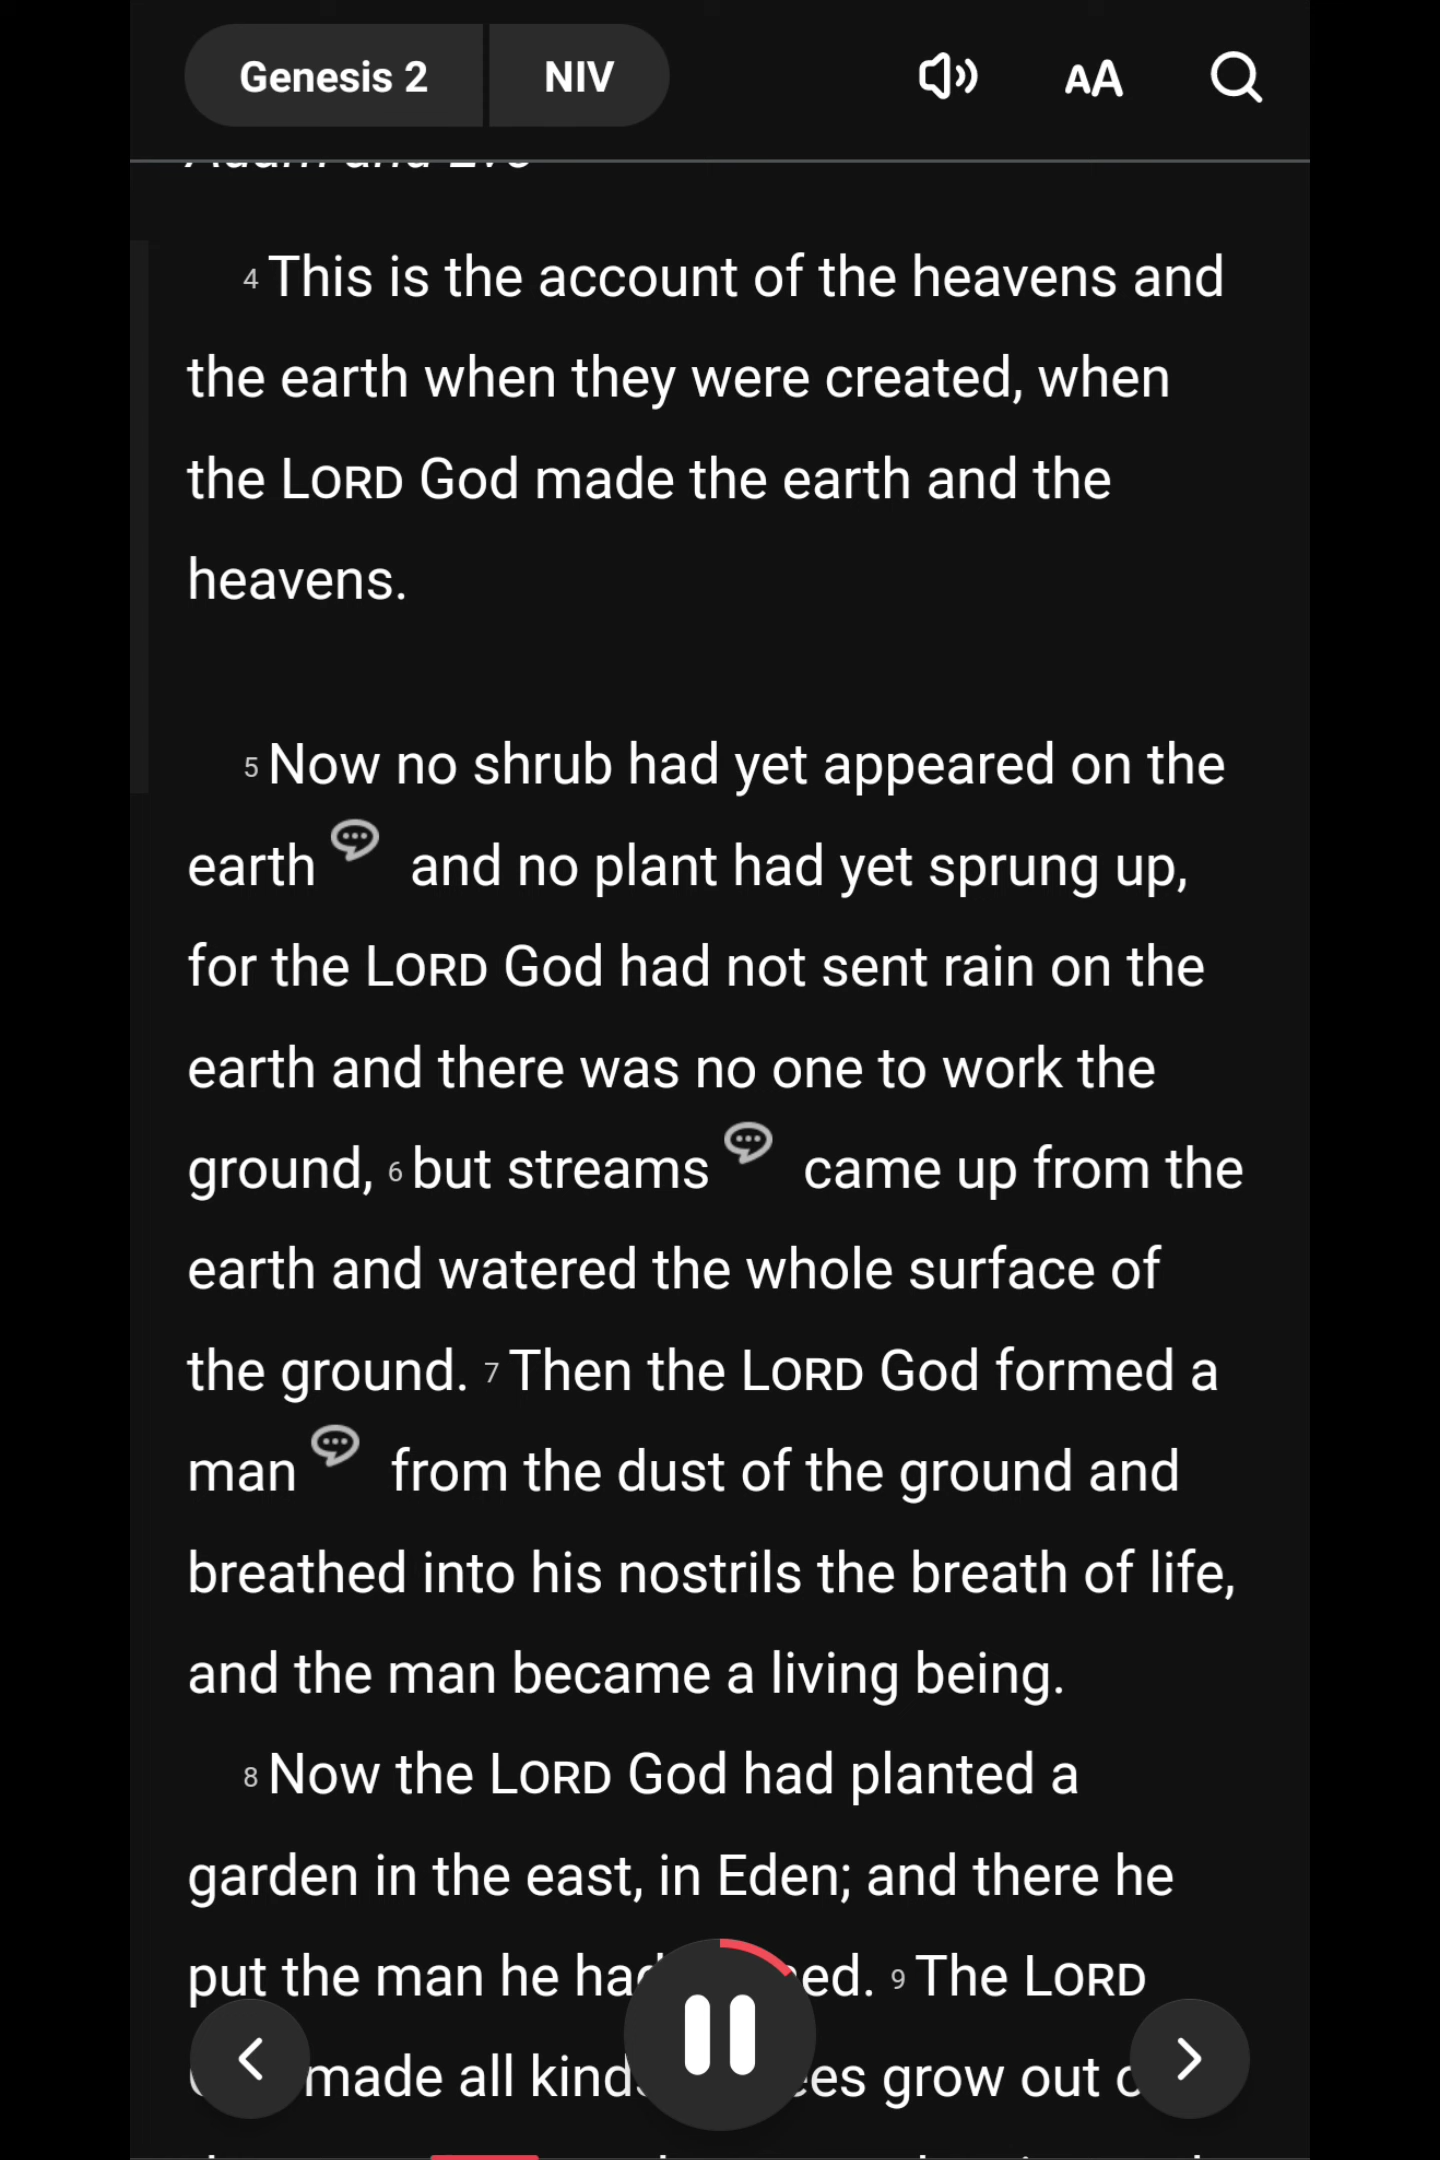 Genesis 2 NIV AA
Adam and Eve
4 This is the account of the heavens and
the earth when they were created, when
the LORD God made the earth and the
heavens.
5 Now no shrub had yet appeared on the
earth and no plant had yet sprung up,
for the LORD God had not sent rain on the
earth and there was no one to work the
ground, 6 but streams came up from the
earth and watered the whole surface of
the ground. 7 Then the LORD God formed a
man from the dust of the ground and
breathed into his nostrils the breath of life,
and the man became a living being.
8 Now the LORD God had planted a
garden in the east, in Eden; and there he
put the man he had ed. 9 The LORD
made all kinds ees grow out